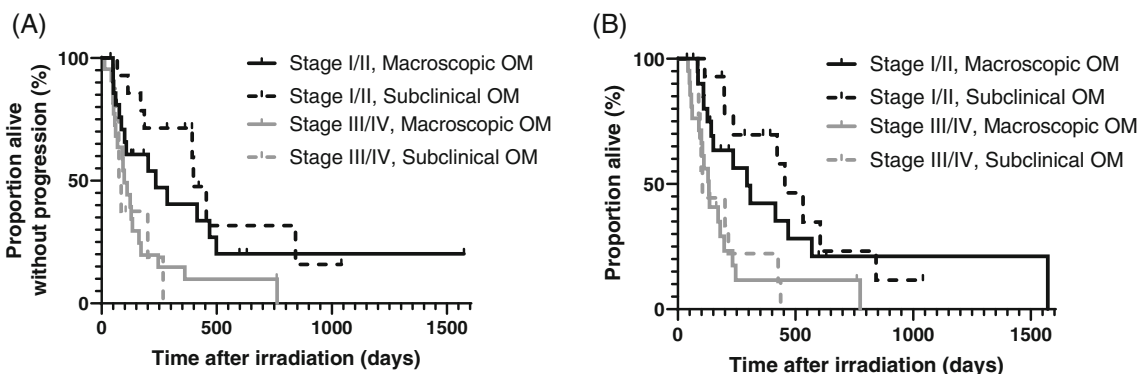 (A)
Proportion alive
without progression (%)
100
50
0
Stage I/II, Macroscopic OM
Stage I/II, Subclinical OM
Stage III/IV, Macroscopic OM
Stage III/IV, Subclinical OM
0 500 1000 1500
Time after irradiation (days)
(B)
Proportion alive (%)
100
50
0
Stage I/II, Macroscopic OM
Stage I/II, Subclinical OM
Stage III/IV, Macroscopic OM
Stage III/IV, Subclinical OM
0 500 1000 1500
Time after irradiation (days)